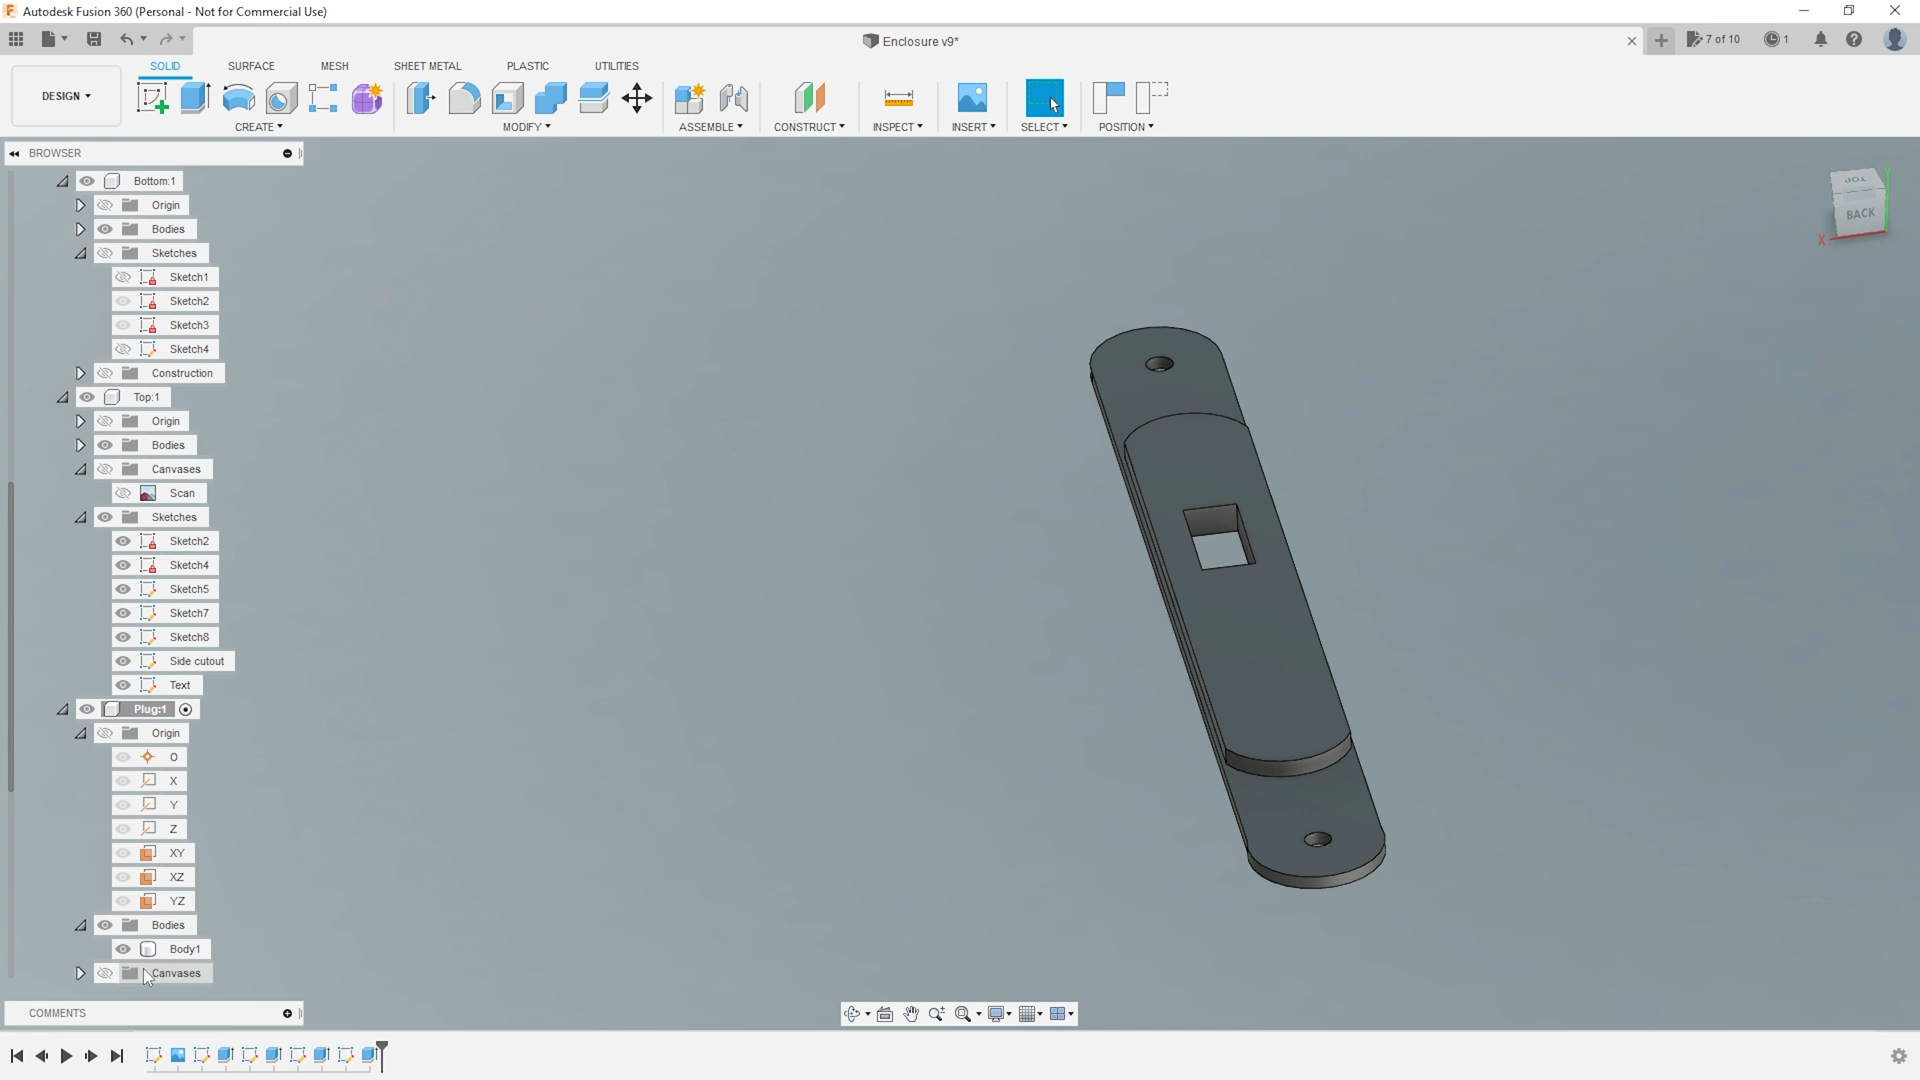 Autodesk Fusion 360 (Personal - Not for Commercial Use)
Enclosure v9*
7 of 10
1
DESIGN
SOLID
SURFACE
MESH
SHEET METAL
PLASTIC
UTILITIES
CREATE
MODIFY
ASSEMBLE
CONSTRUCT
INSPECT
INSERT
SELECT
POSITION
BROWSER
Bottom:1
Origin
Bodies
Sketches
Sketch1
Sketch2
Sketch3
Sketch4
Construction
Top:1
Origin
Bodies
Canvases
Scan
Sketches
Sketch2
Sketch4
Sketch5
Sketch7
Sketch8
Side cutout
Text
Plug:1
Origin
O
X
Y
Z
XY
XZ
YZ
Bodies
Body1
Canvases
COMMENTS
TOP
BACK
X